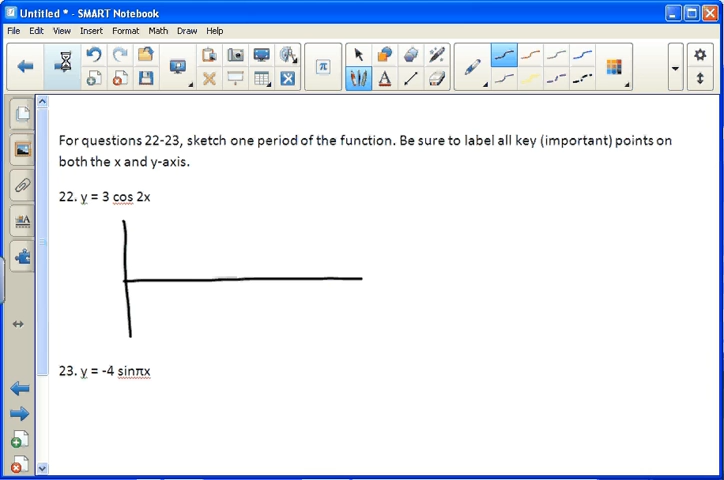 Untitled * - SMART Notebook
File Edit View Insert Format Math Draw Help
π
A
For questions 22-23, sketch one period of the function. Be sure to label all key (important) points on
both the x and y-axis.
22. y = 3 cos 2x
23. y = -4 sinπx